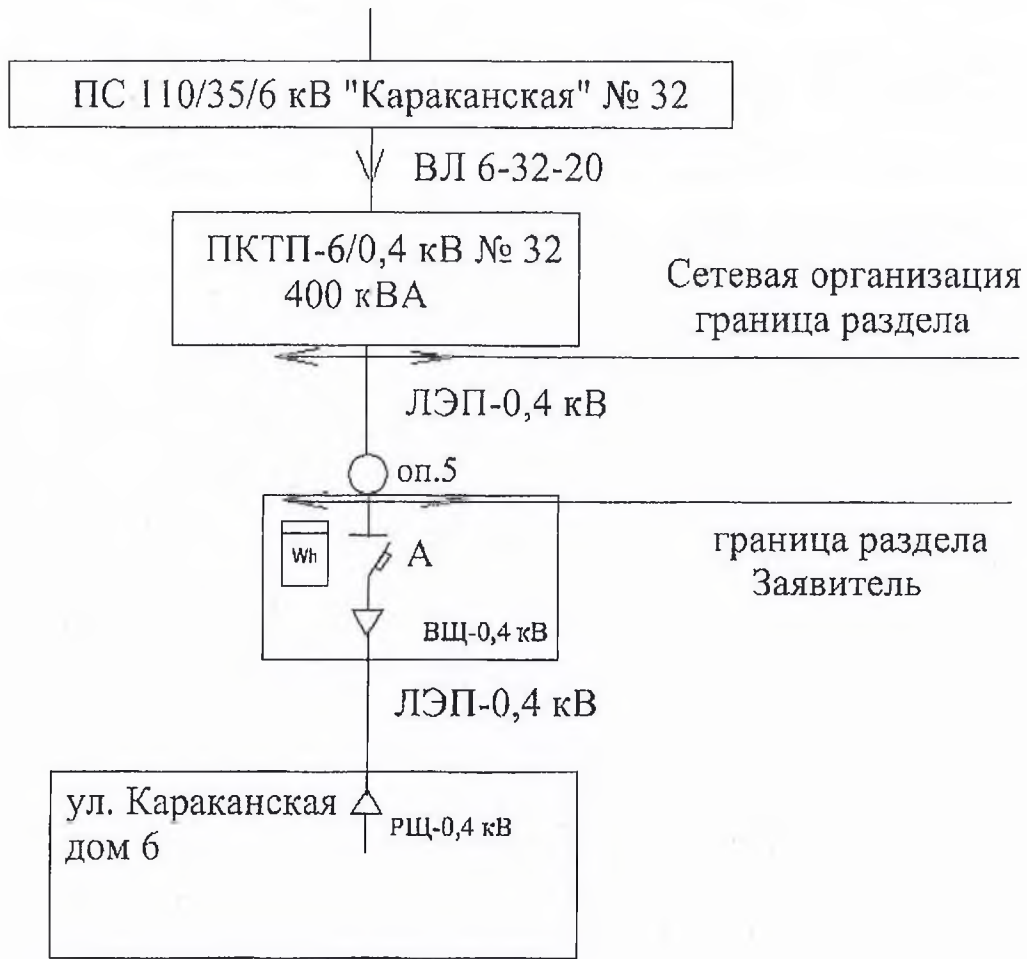 ПС 110/35/6 кВ "Караканская" № 32
ВЛ 6-32-20
ПКТП-6/0,4 кВ № 32
400 кВА
Сетевая организация
граница раздела
ЛЭП-0,4 кВ
оп.5
Wh
А
граница раздела
Заявитель
ВЩ-0,4 кВ
ЛЭП-0,4 кВ
ул. Караканская
дом 6
РЩ-0,4 кВ